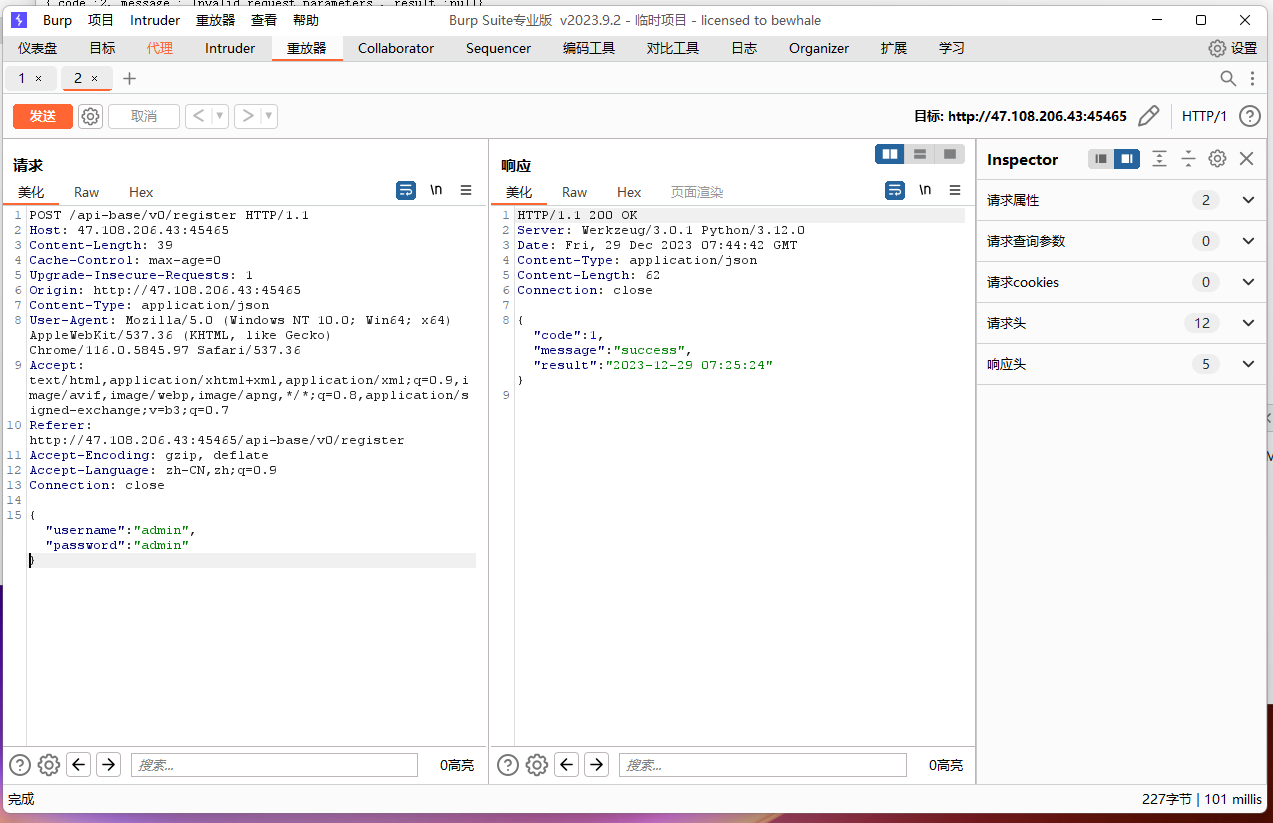 { code :2, message : Invalid request parameters , result :null}
Burp 项目 Intruder 重放器 查看 帮助 Burp Suite专业版 v2023.9.2 - 临时项目 - licensed to bewhale
仪表盘 目标 代理 Intruder 重放器 Collaborator Sequencer 编码工具 对比工具 日志 Organizer 扩展 学习 设置
1 × 2 × +
发送 取消 < > 目标: http://47.108.206.43:45465 HTTP/1 ?
请求
美化 Raw Hex \n
1 POST /api-base/v0/register HTTP/1.1
2 Host: 47.108.206.43:45465
3 Content-Length: 39
4 Cache-Control: max-age=0
5 Upgrade-Insecure-Requests: 1
6 Origin: http://47.108.206.43:45465
7 Content-Type: application/json
8 User-Agent: Mozilla/5.0 (Windows NT 10.0; Win64; x64)
AppleWebKit/537.36 (KHTML, like Gecko)
Chrome/116.0.5845.97 Safari/537.36
9 Accept:
text/html,application/xhtml+xml,application/xml;q=0.9,i
mage/avif,image/webp,image/apng,*/*;q=0.8,application/s
igned-exchange;v=b3;q=0.7
10 Referer:
http://47.108.206.43:45465/api-base/v0/register
11 Accept-Encoding: gzip, deflate
12 Accept-Language: zh-CN,zh;q=0.9
13 Connection: close
14
15 {
"username":"admin",
"password":"admin"
}
? 搜索... 0高亮
响应
美化 Raw Hex 页面渲染 \n
1 HTTP/1.1 200 OK
2 Server: Werkzeug/3.0.1 Python/3.12.0
3 Date: Fri, 29 Dec 2023 07:44:42 GMT
4 Content-Type: application/json
5 Content-Length: 62
6 Connection: close
7
8 {
"code":1,
"message":"success",
"result":"2023-12-29 07:25:24"
}
9
? 搜索... 0高亮
Inspector
请求属性 2
请求查询参数 0
请求cookies 0
请求头 12
响应头 5
完成 227字节 | 101 millis